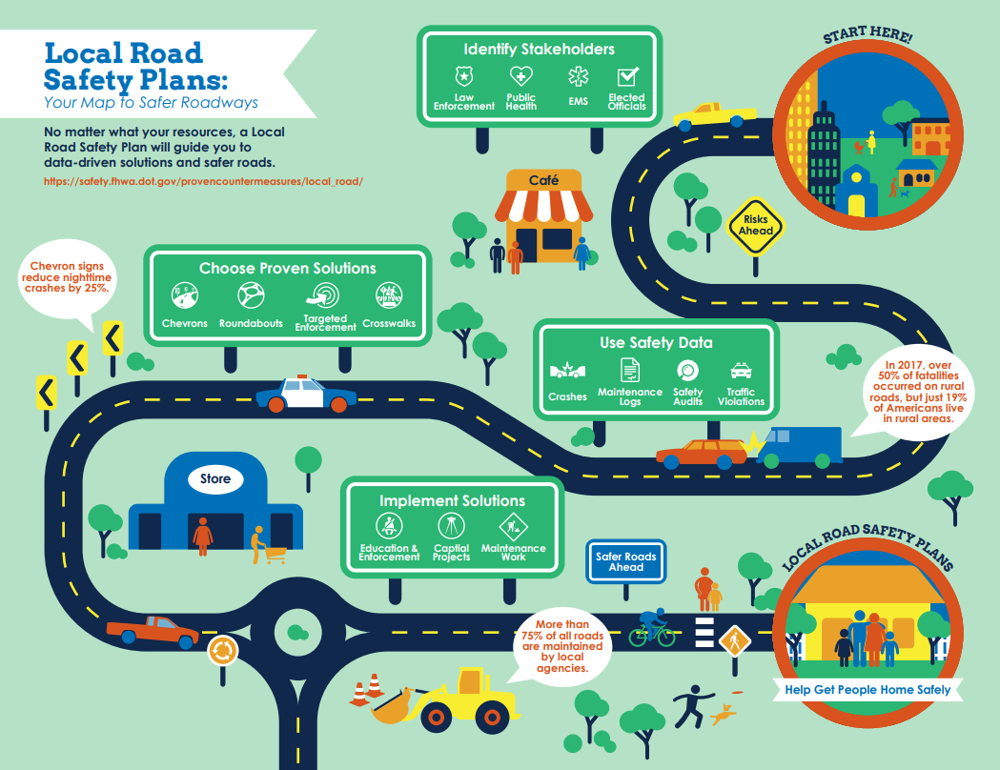 Local Road
Safety Plans:
Your Map to Safer Roadways
No matter what your resources, a Local
Road Safety Plan will guide you to
data-driven solutions and safer roads.
https://safety.fhwa.dot.gov/provencountermeasures/local_road/
START HERE!
Identify Stakeholders
Law
Enforcement
Public
Health
EMS
Elected
Officials
Café
Risks
Ahead
Use Safety Data
Crashes
Maintenance
Logs
Safety
Audits
Traffic
Violations
In 2017, over
50% of fatalities
occurred on rural
roads, but just 19%
of Americans live
in rural areas.
Choose Proven Solutions
Chevrons
Roundabouts
Targeted
Enforcement
Crosswalks
Chevron signs
reduce nighttime
crashes by 25%.
Store
Implement Solutions
Education &
Enforcement
Captial
Projects
Maintenance
Work
Safer Roads
Ahead
More than
75% of all roads
are maintained
by local
agencies.
LOCAL ROAD SAFETY PLANS
Help Get People Home Safely